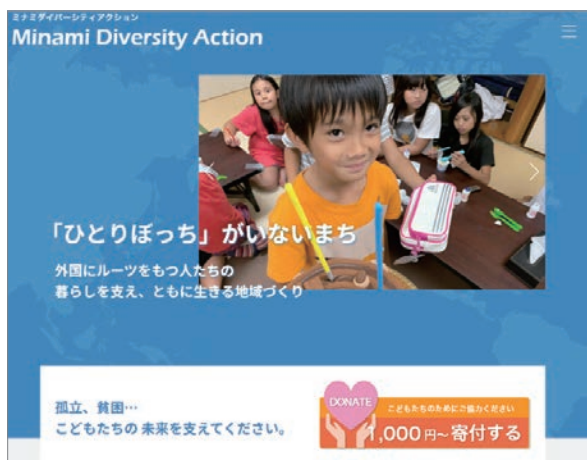 ミナミダイバーシティアクション
Minami Diversity Action
「ひとりぼっち」がいないまち
外国にルーツをもつ人たちの
暮らしを支え、ともに生きる地域づくり
孤立、貧困…
こどもたちの 未来を支えてください。
DONATE
こどもたちのためにご協力ください
1,000円~寄付する